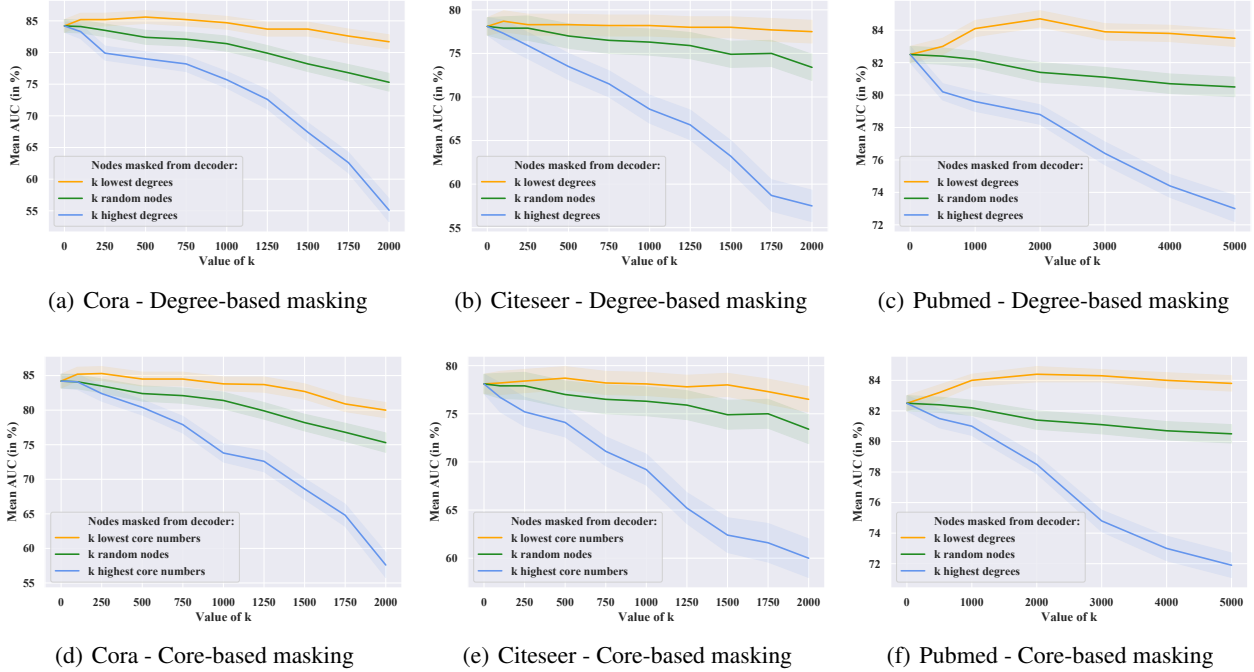 85
80
75
70
65
60
55
Mean AUC (in %)
Nodes masked from decoder:
k lowest degrees
k random nodes
k highest degrees
0 250 500 750 1000 1250 1500 1750 2000
Value of k
(a) Cora - Degree-based masking
80
75
70
65
60
55
Mean AUC (in %)
Nodes masked from decoder:
k lowest degrees
k random nodes
k highest degrees
0 250 500 750 1000 1250 1500 1750 2000
Value of k
(b) Citeseer - Degree-based masking
84
82
80
78
76
74
72
Mean AUC (in %)
Nodes masked from decoder:
k lowest degrees
k random nodes
k highest degrees
0 1000 2000 3000 4000 5000
Value of k
(c) Pubmed - Degree-based masking
85
80
75
70
65
60
55
Mean AUC (in %)
Nodes masked from decoder:
k lowest core numbers
k random nodes
k highest core numbers
0 250 500 750 1000 1250 1500 1750 2000
Value of k
(d) Cora - Core-based masking
80
75
70
65
60
Mean AUC (in %)
Nodes masked from decoder:
k lowest core numbers
k random nodes
k highest core numbers
0 250 500 750 1000 1250 1500 1750 2000
Value of k
(e) Citeseer - Core-based masking
84
82
80
78
76
74
72
Mean AUC (in %)
Nodes masked from decoder:
k lowest degrees
k random nodes
k highest degrees
0 1000 2000 3000 4000 5000
Value of k
(f) Pubmed - Core-based masking